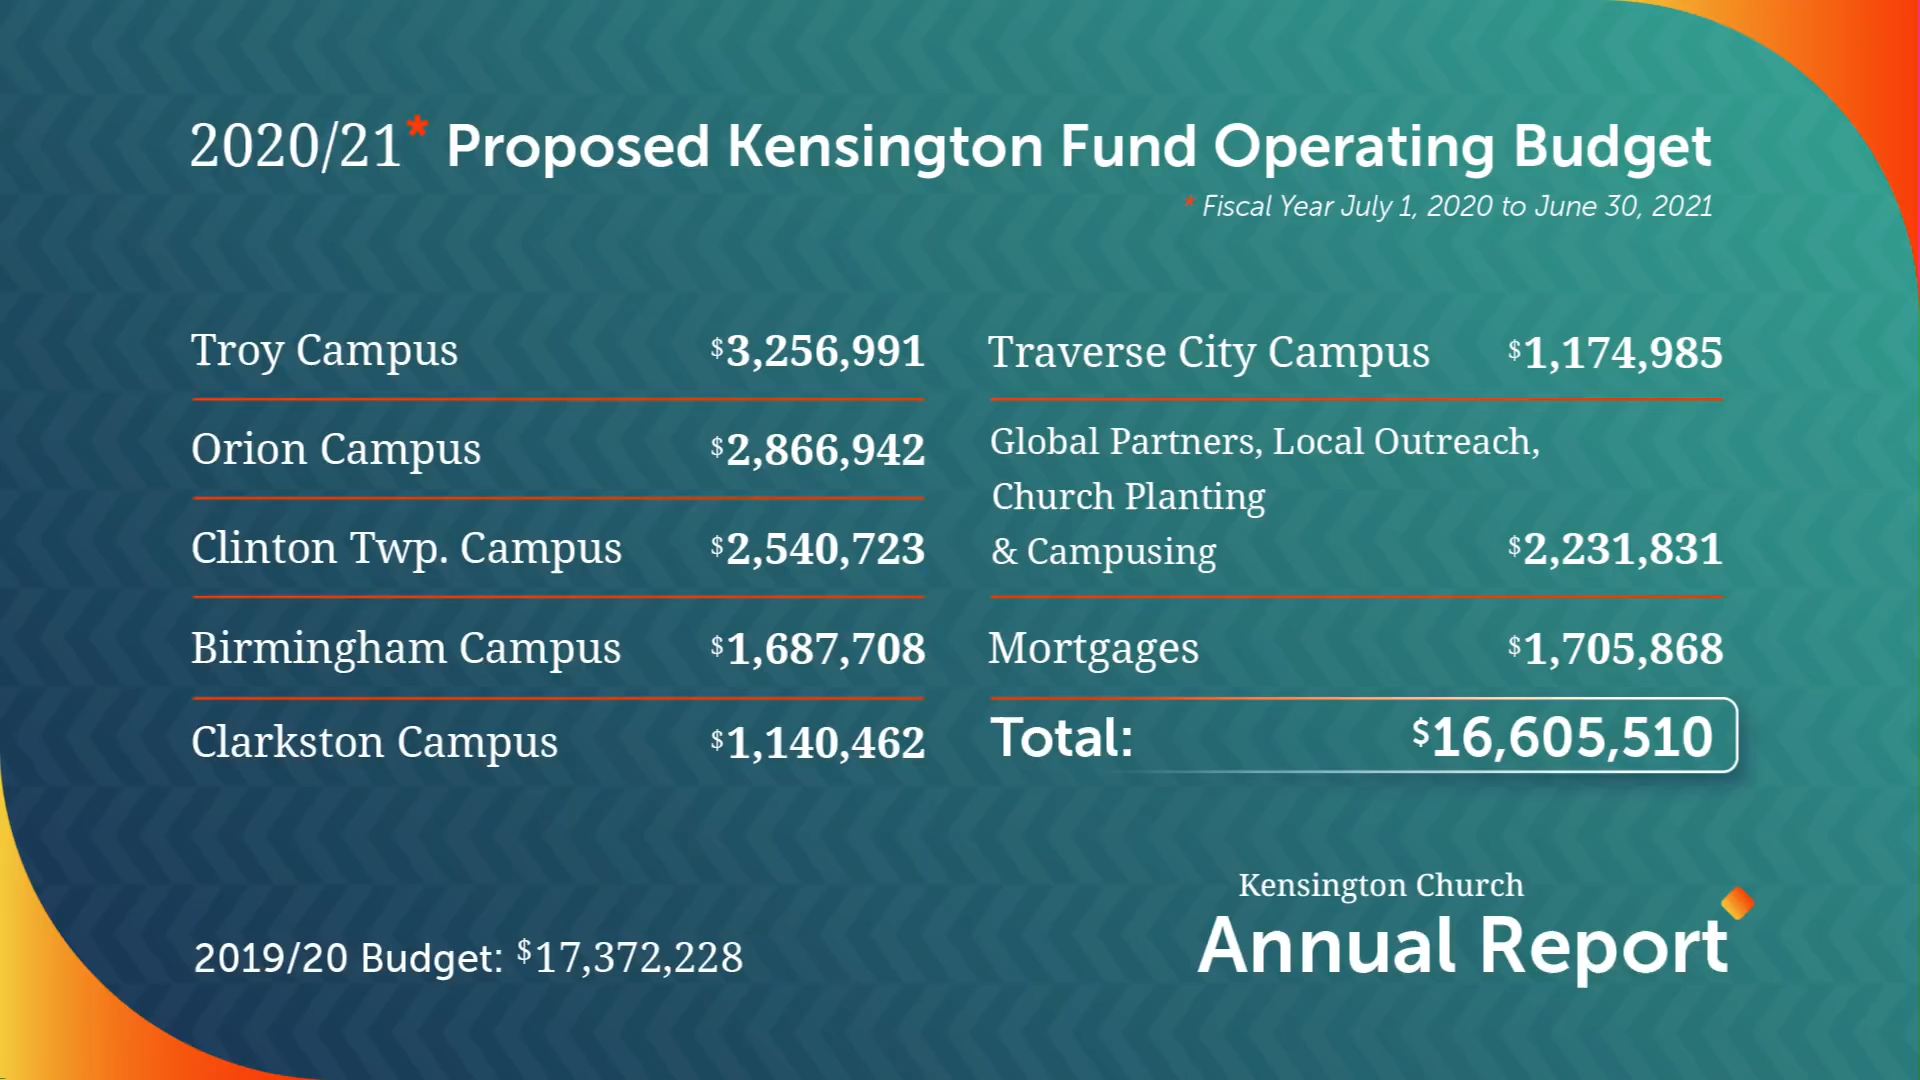 2020/21* Proposed Kensington Fund Operating Budget
* Fiscal Year July 1, 2020 to June 30, 2021
Troy Campus $3,256,991
Orion Campus $2,866,942
Clinton Twp. Campus $2,540,723
Birmingham Campus $1,687,708
Clarkston Campus $1,140,462
Traverse City Campus $1,174,985
Global Partners, Local Outreach,
Church Planting
& Campusing $2,231,831
Mortgages $1,705,868
Total: $16,605,510
2019/20 Budget: $17,372,228
Kensington Church
Annual Report